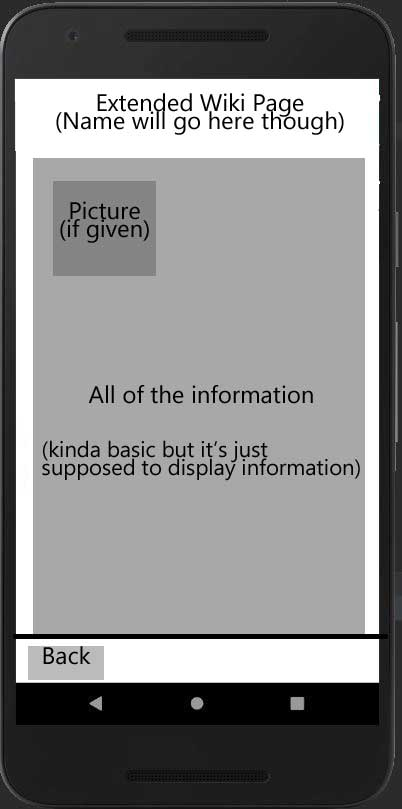 Extended Wiki Page
(Name will go here though)
Picture
(if given)
All of the information
(kinda basic but it's just
supposed to display information)
Back